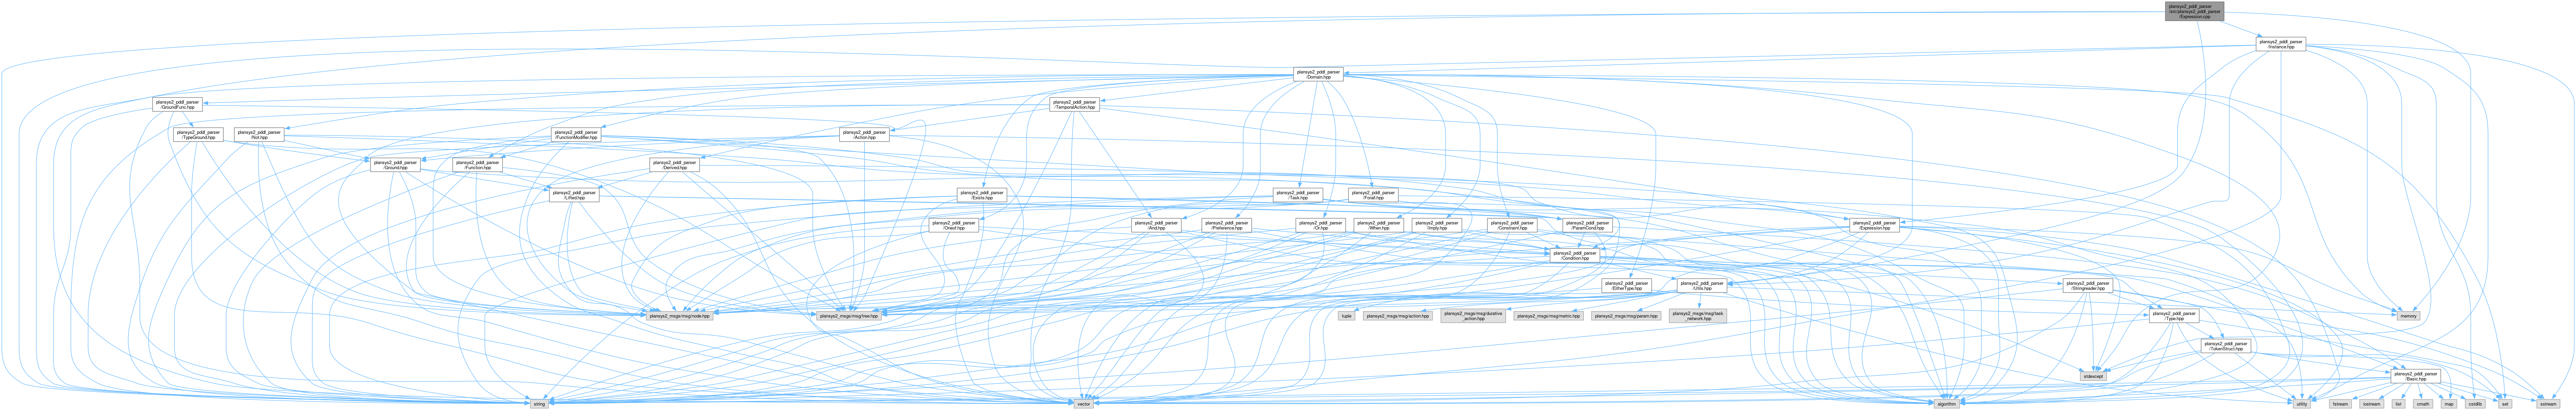 plansys2_pddl_parser
/src/plansys2_pddl_parser
/Expression.cpp
plansys2_pddl_parser
/Instance.hpp
plansys2_pddl_parser
/Domain.hpp
plansys2_pddl_parser
/GroundFunc.hpp
plansys2_pddl_parser
/TemporalAction.hpp
plansys2_pddl_parser
/TypeGround.hpp
plansys2_pddl_parser
/Not.hpp
plansys2_pddl_parser
/FunctionModifier.hpp
plansys2_pddl_parser
/Action.hpp
plansys2_pddl_parser
/Ground.hpp
plansys2_pddl_parser
/Function.hpp
plansys2_pddl_parser
/Derived.hpp
plansys2_pddl_parser
/Lifted.hpp
plansys2_pddl_parser
/Exists.hpp
plansys2_pddl_parser
/Task.hpp
plansys2_pddl_parser
/Forall.hpp
plansys2_pddl_parser
/Oneof.hpp
plansys2_pddl_parser
/And.hpp
plansys2_pddl_parser
/Preference.hpp
plansys2_pddl_parser
/Or.hpp
plansys2_pddl_parser
/When.hpp
plansys2_pddl_parser
/Imply.hpp
plansys2_pddl_parser
/Constraint.hpp
plansys2_pddl_parser
/ParamCond.hpp
plansys2_pddl_parser
/Expression.hpp
plansys2_pddl_parser
/Condition.hpp
plansys2_pddl_parser
/EitherType.hpp
plansys2_pddl_parser
/Utils.hpp
plansys2_pddl_parser
/Stringreader.hpp
plansys2_msgs/msg/node.hpp
plansys2_msgs/msg/tree.hpp
tuple
plansys2_msgs/msg/action.hpp
plansys2_msgs/msg/durative
_action.hpp
plansys2_msgs/msg/metric.hpp
plansys2_msgs/msg/param.hpp
plansys2_msgs/msg/task
_network.hpp
plansys2_pddl_parser
/Type.hpp
memory
plansys2_pddl_parser
/TokenStruct.hpp
stdexcept
plansys2_pddl_parser
/Basic.hpp
string
vector
algorithm
utility
fstream
iostream
list
cmath
map
cstdlib
set
sstream